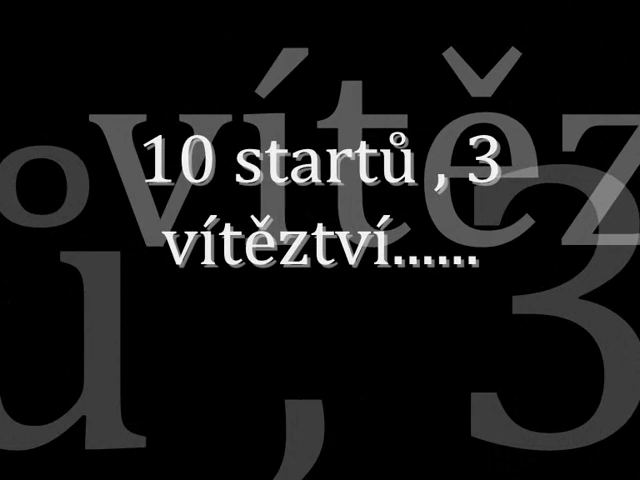 10 startů , 3
vítěztví......